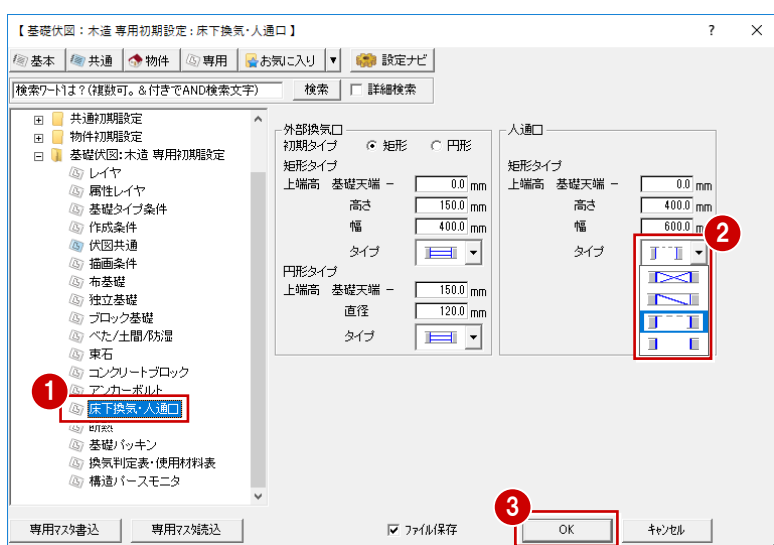 【 基礎伏図：木造 専用初期設定：床下換気・人通口 】 ? ×
基本 共通 物件 専用 お気に入り ▼ 設定ナビ
検索ワードは？(複数可。&付きでAND検索文字) 検索 詳細検索
共通初期設定
物件初期設定
基礎伏図：木造 専用初期設定
レイヤ
属性レイヤ
基礎タイプ条件
作成条件
伏図共通
描画条件
布基礎
独立基礎
ブロック基礎
べた/土間/防湿
束石
コンクリートブロック
アンカーボルト
1
床下換気・人通口
断熱
基礎パッキン
換気判定表・使用材料表
構造パースモニタ
外部換気口
初期タイプ 矩形 円形
矩形タイプ
上端高 基礎天端 － 0.0 mm
高さ 150.0 mm
幅 400.0 mm
タイプ
円形タイプ
上端高 基礎天端 － 150.0 mm
直径 120.0 mm
タイプ
人通口
矩形タイプ
上端高 基礎天端 － 0.0 mm
高さ 400.0 mm
幅 600.0 m
2
タイプ
3
専用マスタ書込 専用マスタ読込 ファイル保存 OK キャンセル